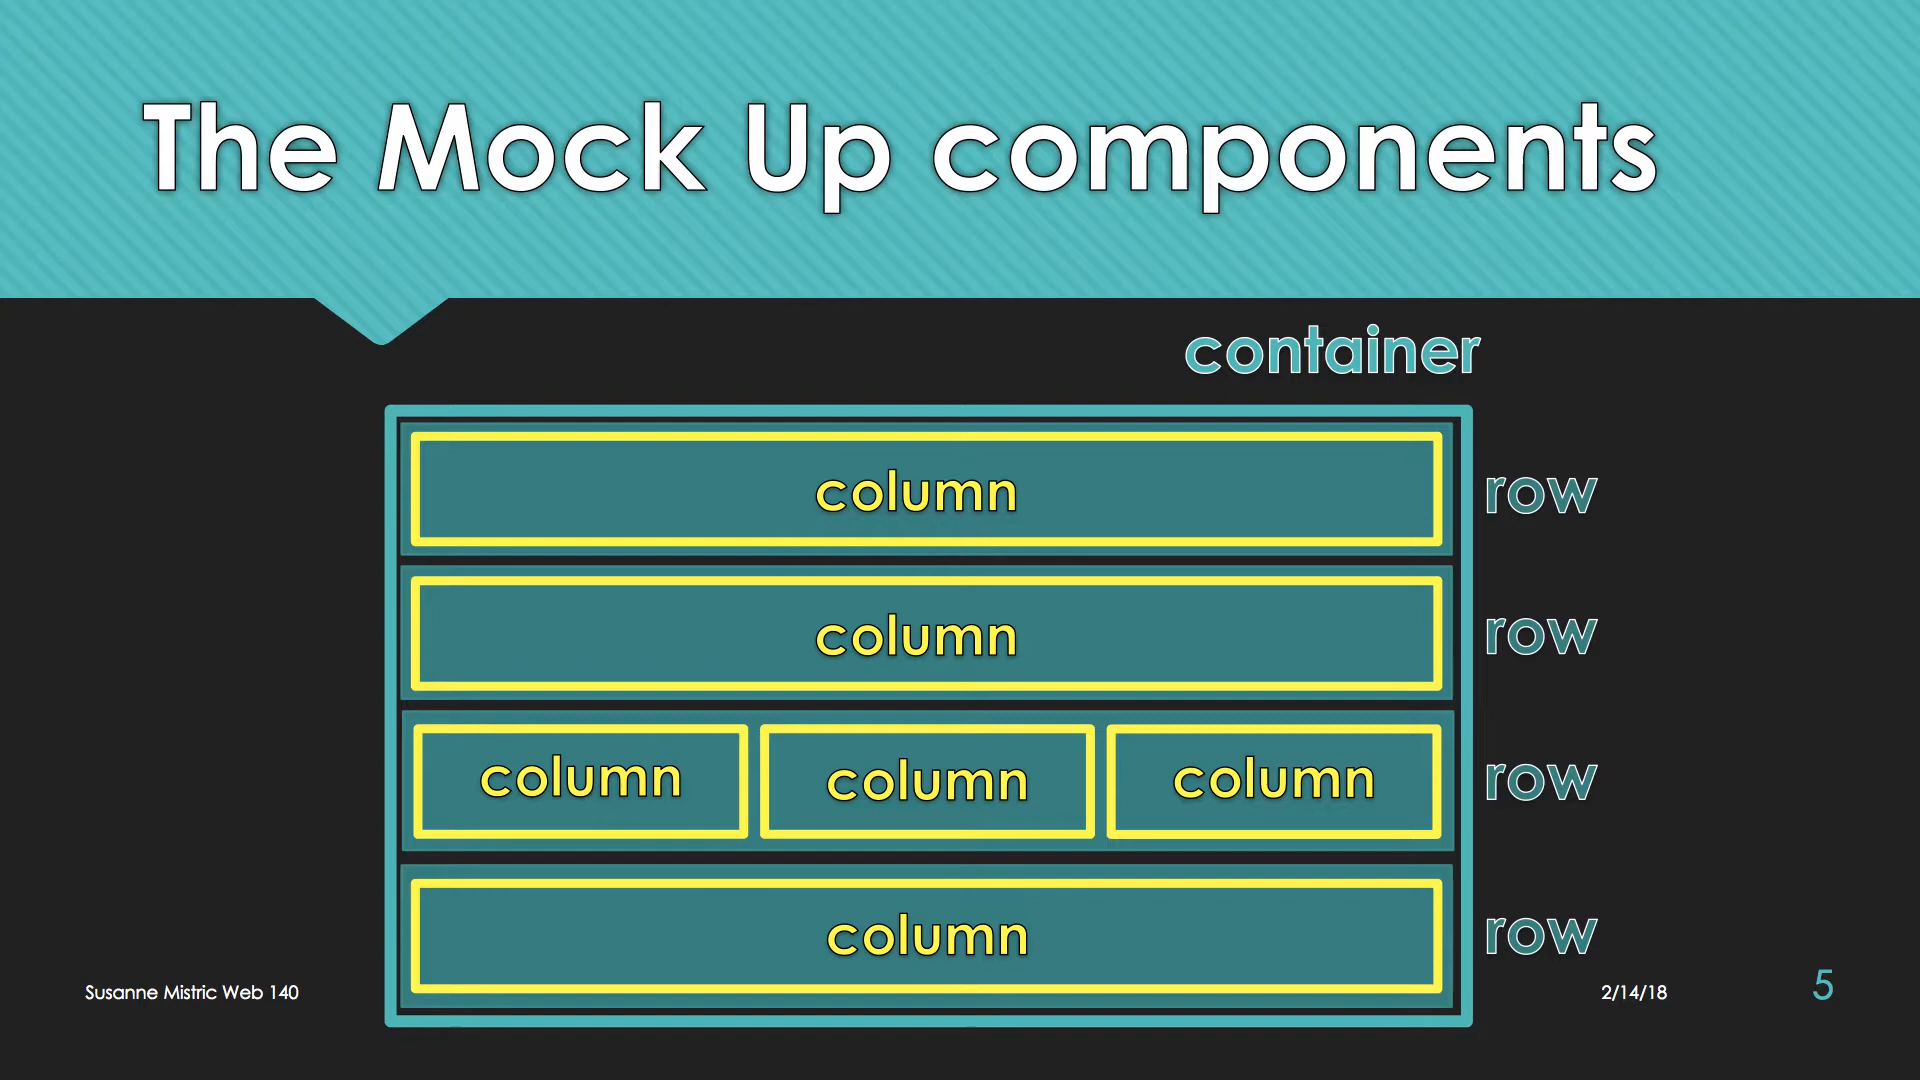 The Mock Up components
container
column
row
column
row
column column column
row
column
row
Susanne Mistric Web 140
2/14/18
5